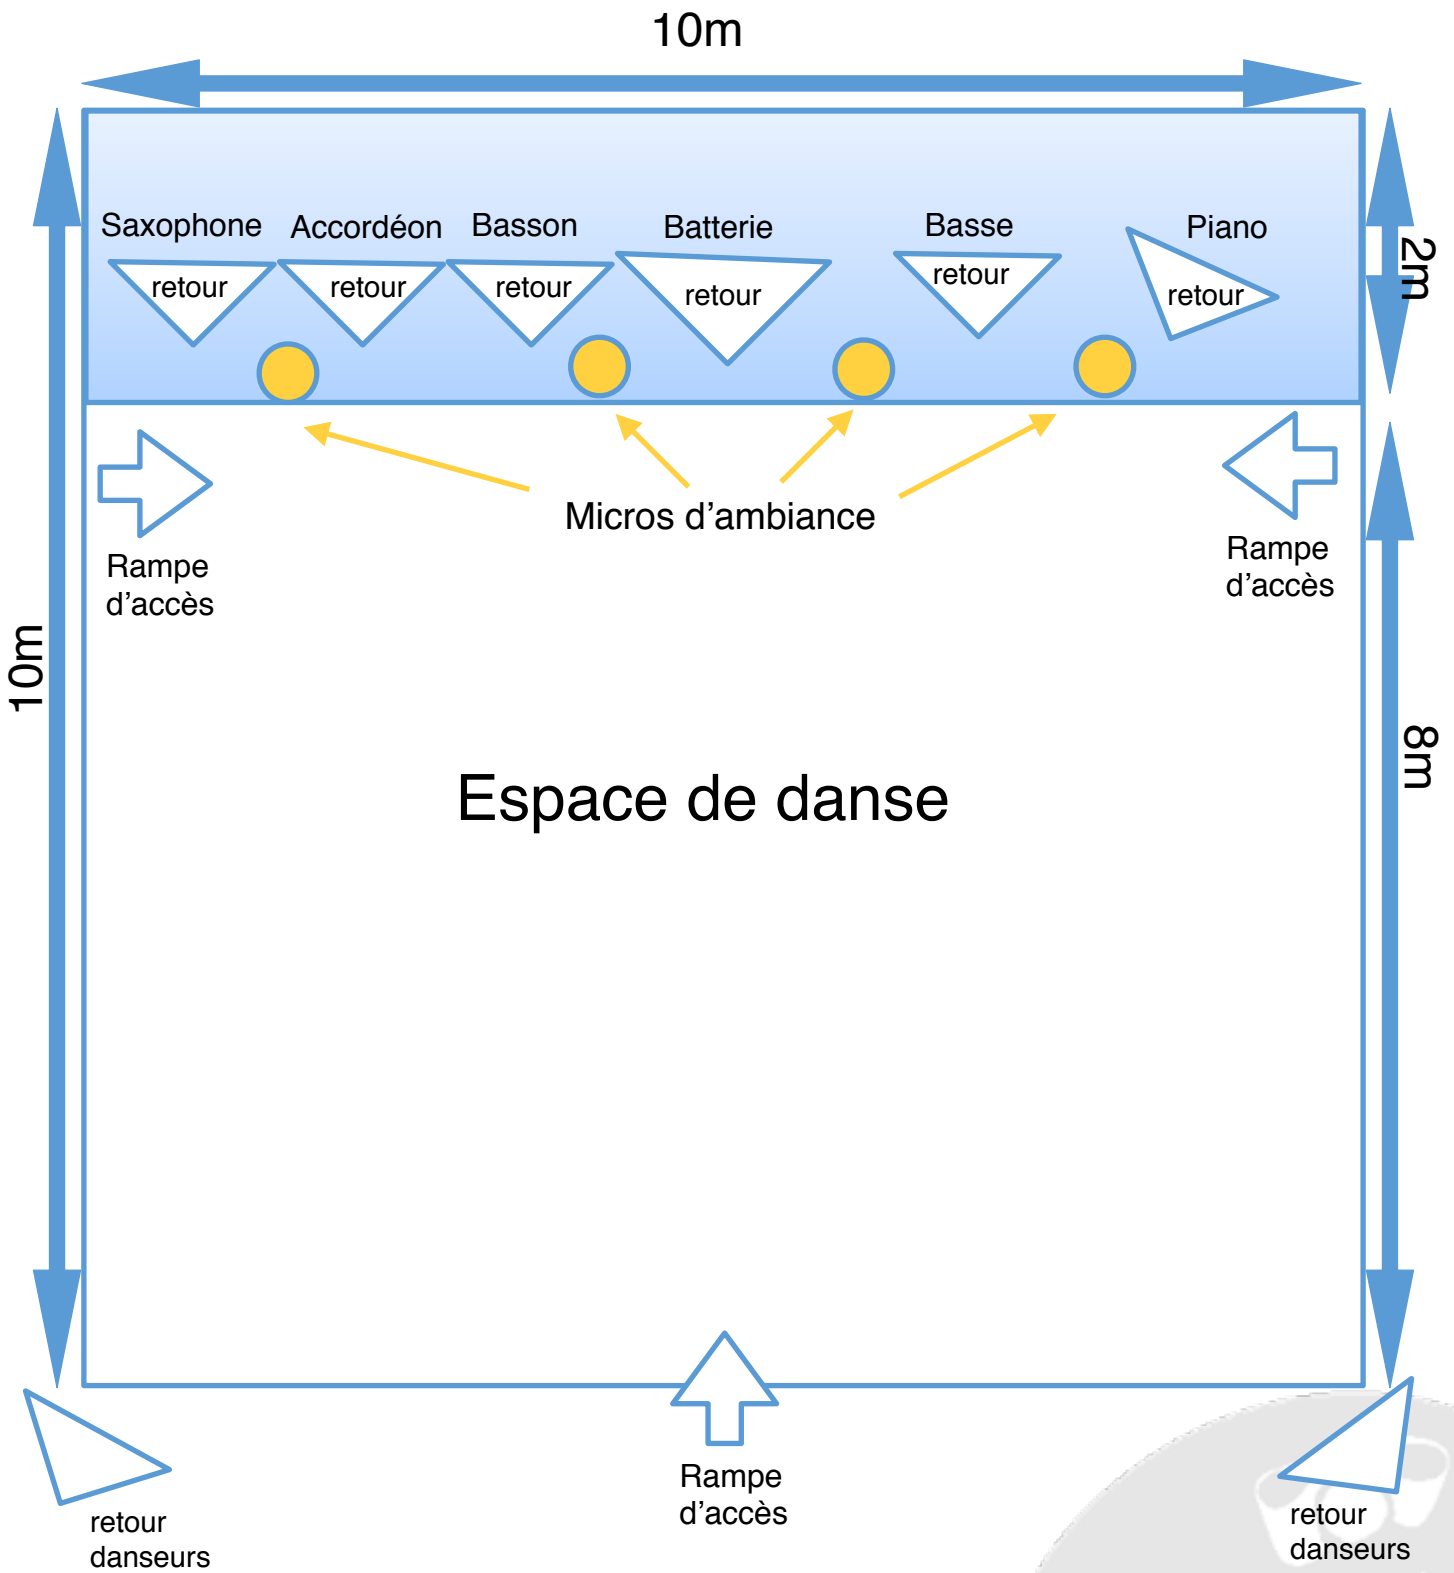 10m
Saxophone
Accordéon
Basson
Batterie
Basse
Piano
retour
retour
retour
retour
retour
retour
2m
Micros d’ambiance
Rampe
d’accès
Rampe
d’accès
10m
8m
Espace de danse
Rampe
d’accès
retour
danseurs
retour
danseurs